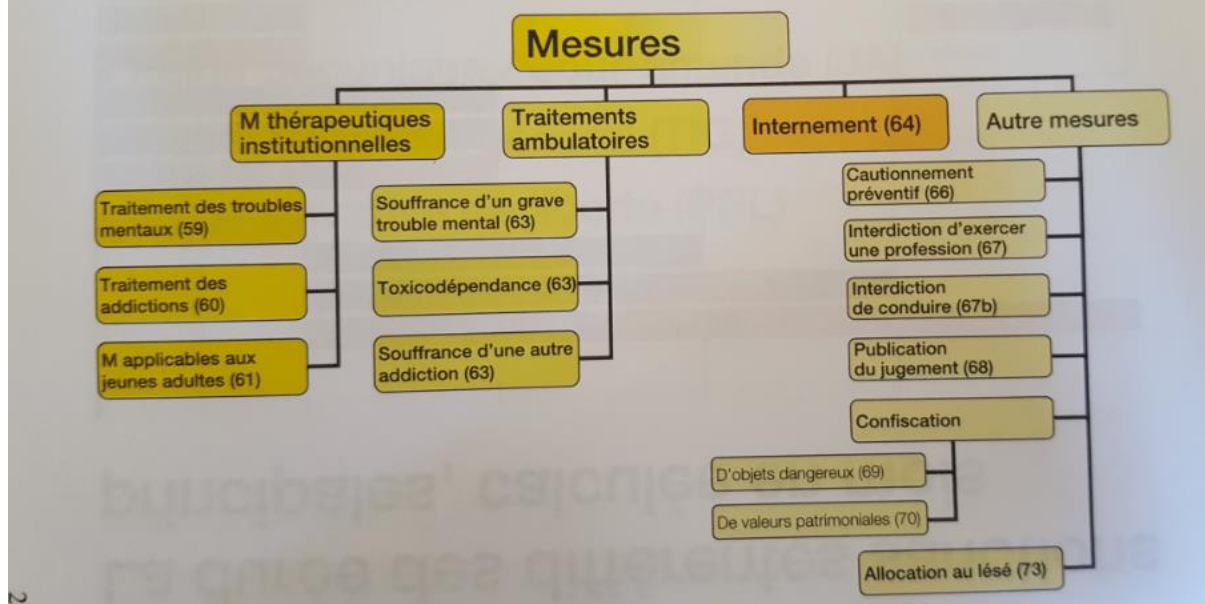 Mesures
M thérapeutiques
institutionnelles
Traitement des troubles
mentaux (59)
Traitement des
addictions (60)
M applicables aux
jeunes adultes (61)
Traitements
ambulatoires
Souffrance d'un grave
trouble mental (63)
Toxicodépendance (63)
Souffrance d'une autre
addiction (63)
Internement (64)
Autre mesures
Cautionnement
préventif (66)
Interdiction d'exercer
une profession (67)
Interdiction
de conduire (67b)
Publication
du jugement (68)
Confiscation
D'objets dangereux (69)
De valeurs patrimoniales (70)
Allocation au lésé (73)
2